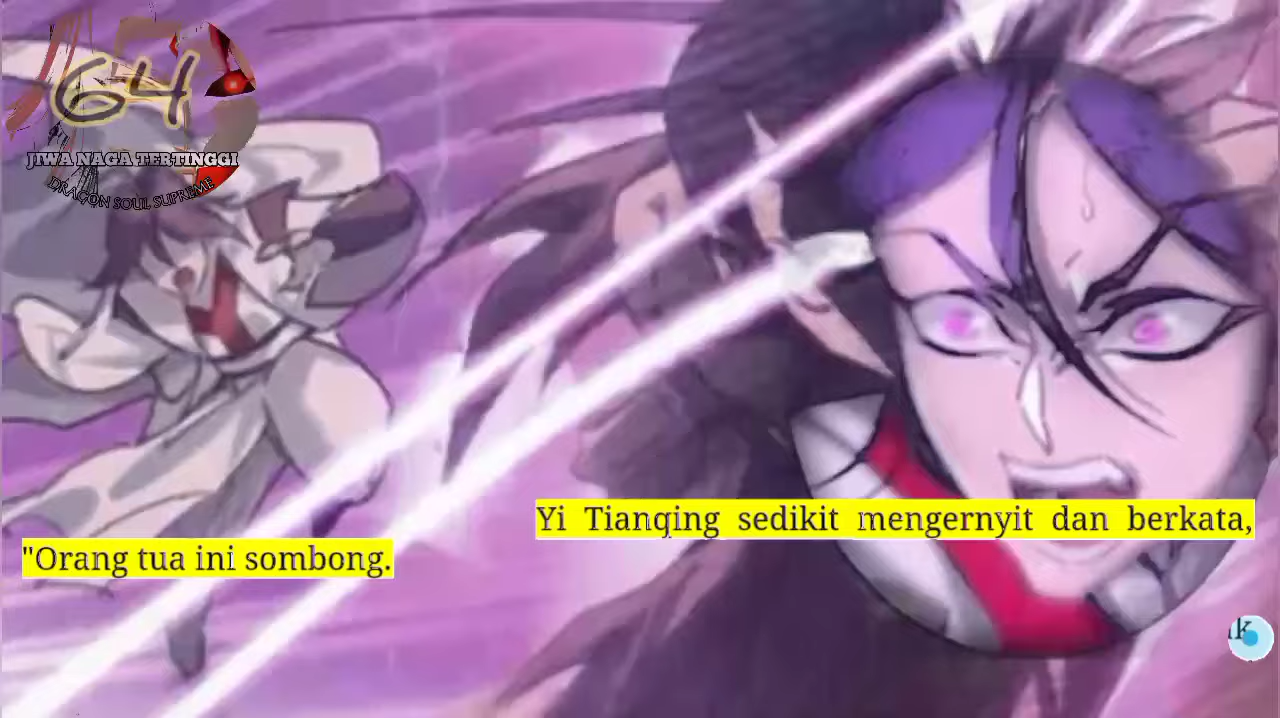 64
JIWA NAGA TERTINGGI
DRAGON SOUL SUPREME
Yi Tianqing sedikit mengernyit dan berkata,
"Orang tua ini sombong.